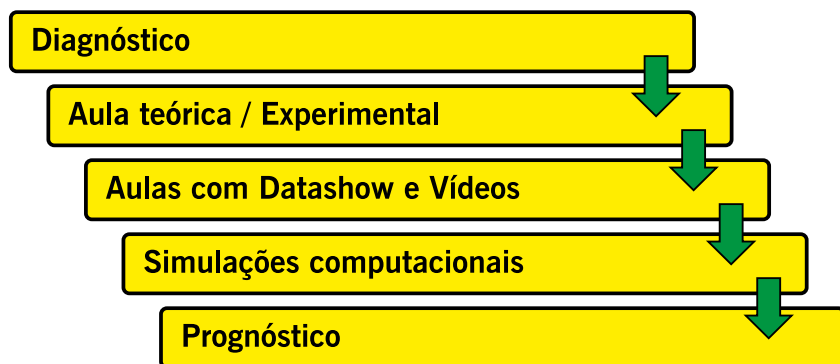 Diagnóstico
Aula teórica / Experimental
Aulas com Datashow e Vídeos
Simulações computacionais
Prognóstico